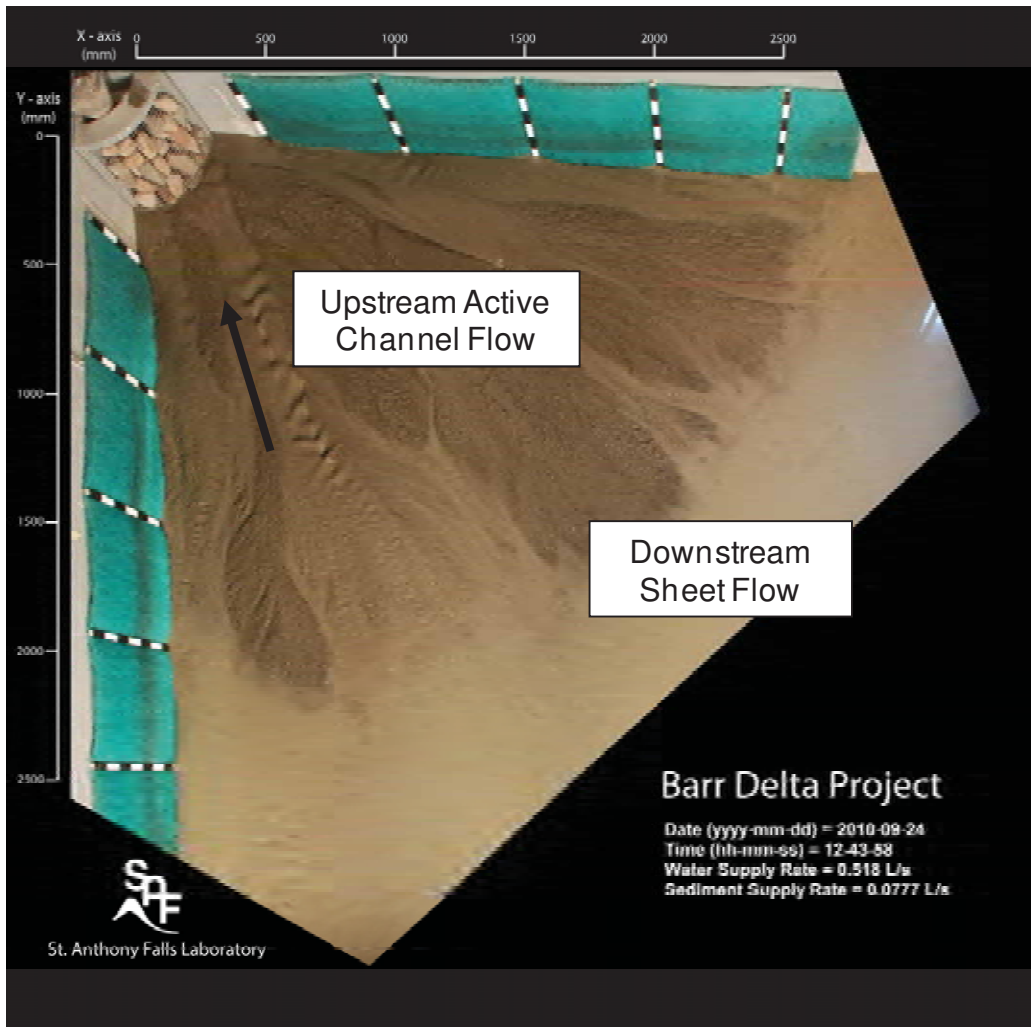 X - axis
(mm)
0 500 1000 1500 2000 2500
Y - axis
(mm)
0
500
1000
1500
2000
2500
Upstream Active
Channel Flow
Downstream
Sheet Flow
Barr Delta Project
Date (yyyy-mm-dd) = 2010-09-24
Time (hh-mm-ss) = 12-43-58
Water Supply Rate = 0.518 L/s
Sediment Supply Rate = 0.0777 L/s
SAF
St. Anthony Falls Laboratory